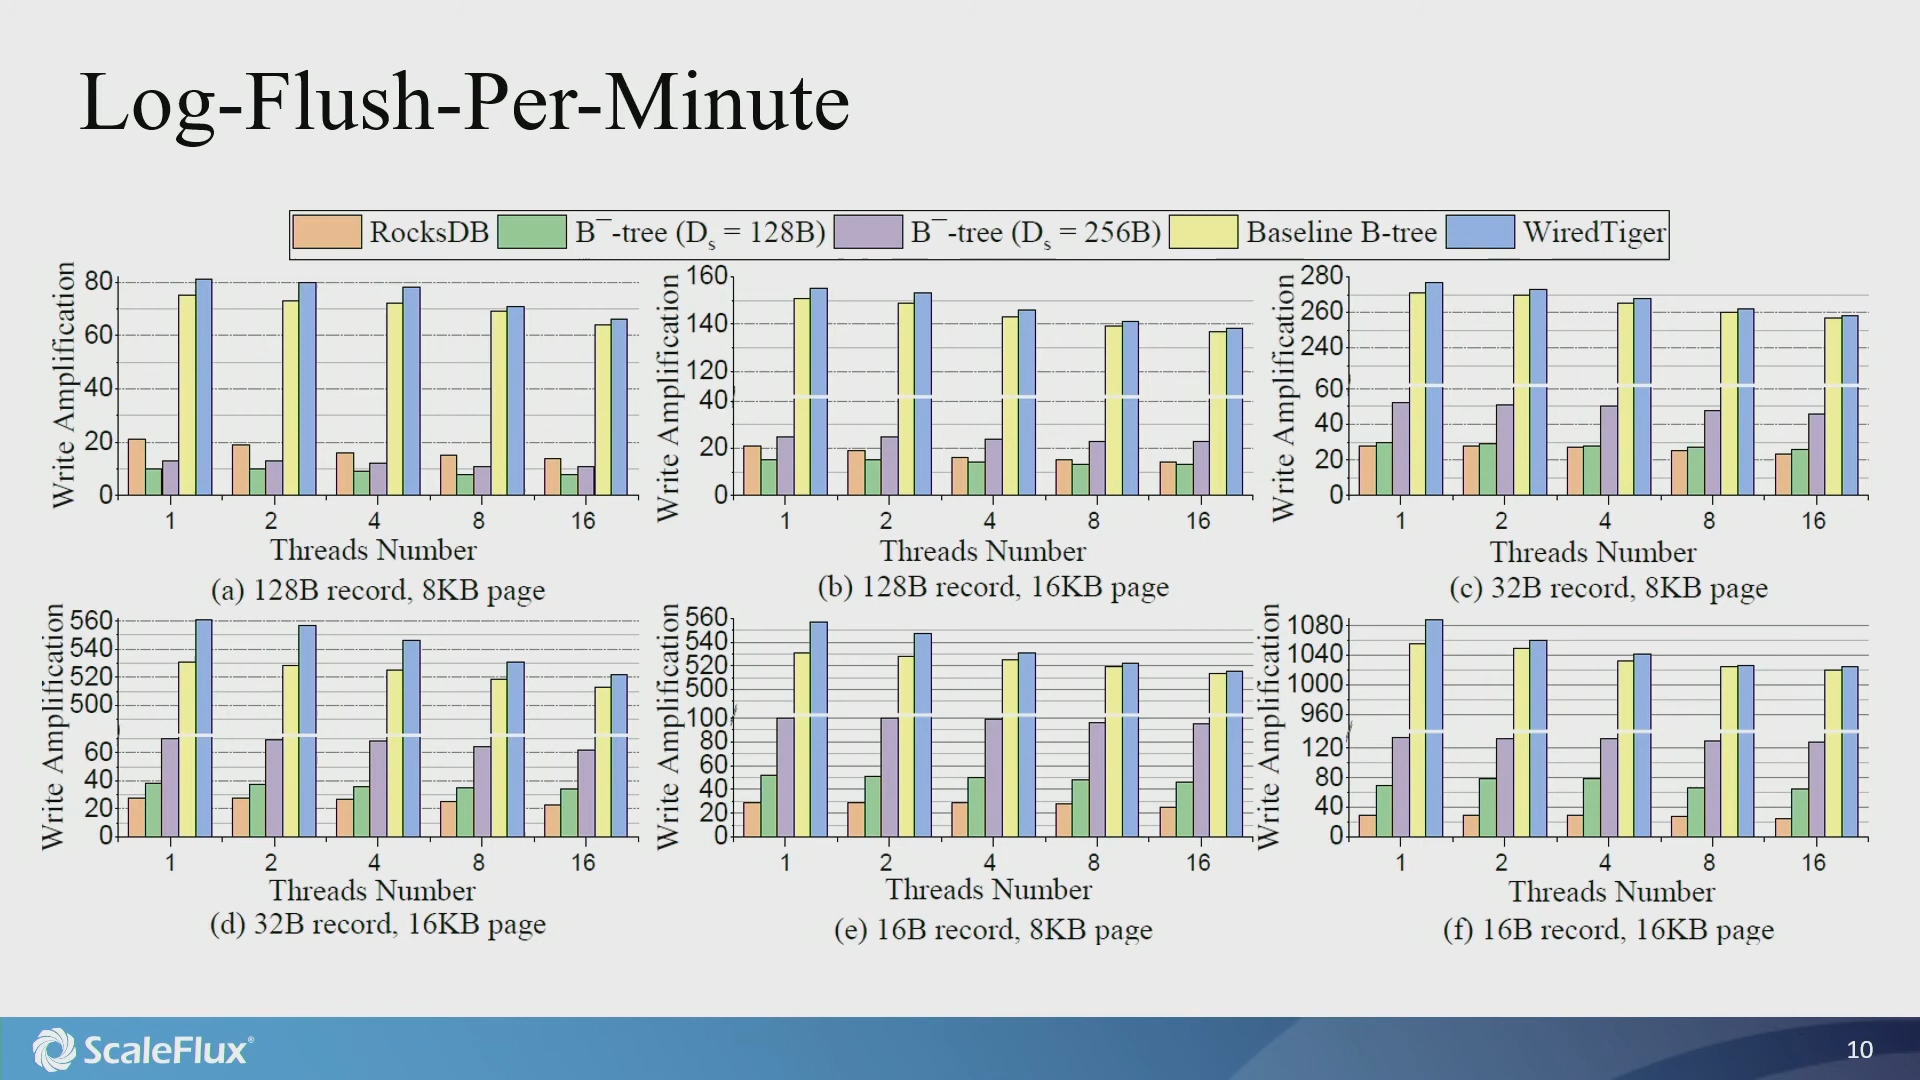 Log-Flush-Per-Minute
RocksDB B¯-tree (Dₛ = 128B) B¯-tree (Dₛ = 256B) Baseline B-tree WiredTiger
Write Amplification
80
60
40
20
0
1 2 4 8 16
Threads Number
(a) 128B record, 8KB page
Write Amplification
160
140
120
40
20
0
1 2 4 8 16
Threads Number
(b) 128B record, 16KB page
Write Amplification
280
260
240
60
40
20
0
1 2 4 8 16
Threads Number
(c) 32B record, 8KB page
Write Amplification
560
540
520
500
60
40
20
0
1 2 4 8 16
Threads Number
(d) 32B record, 16KB page
Write Amplification
560
540
520
500
100
80
60
40
20
0
1 2 4 8 16
Threads Number
(e) 16B record, 8KB page
Write Amplification
1080
1040
1000
960
120
80
40
0
1 2 4 8 16
Threads Number
(f) 16B record, 16KB page
ScaleFlux®
10